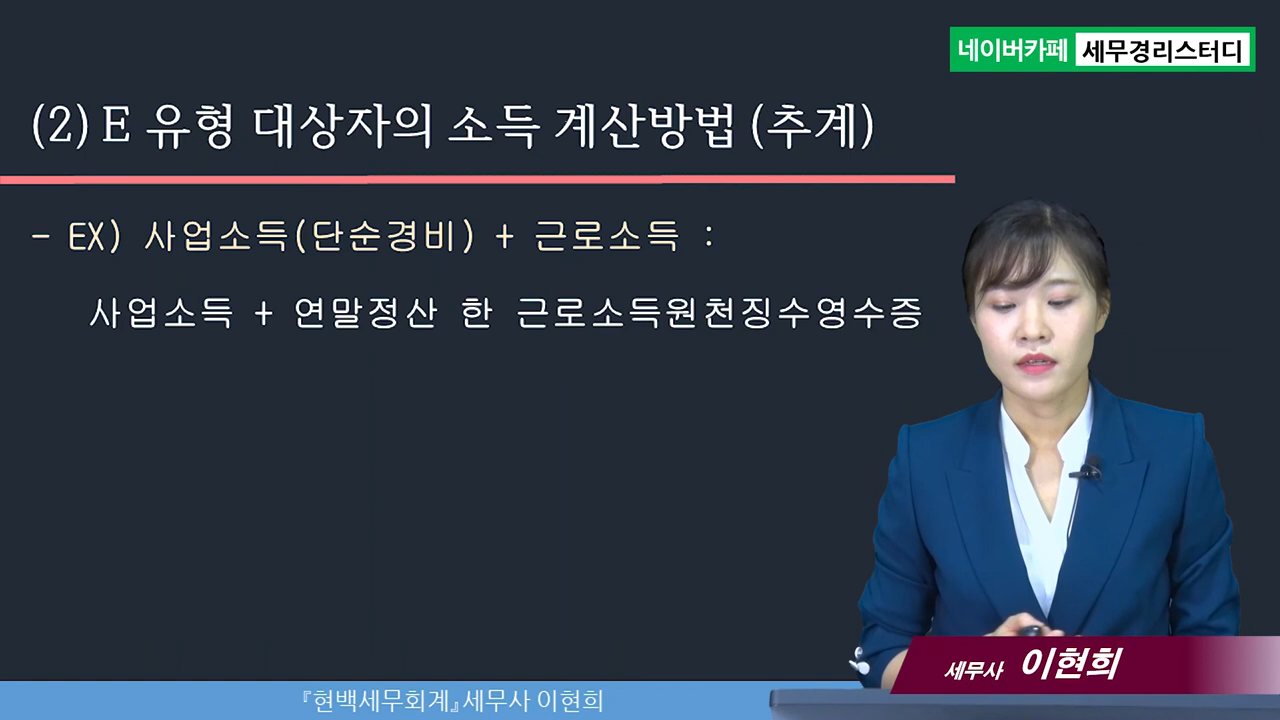 네이버카페 세무경리스터디
(2) E 유형 대상자의 소득 계산방법 (추계)
- EX) 사업소득(단순경비) + 근로소득 :
사업소득 + 연말정산 한 근로소득원천징수영수증
세무사 이현희
『현백세무회계』세무사 이현희